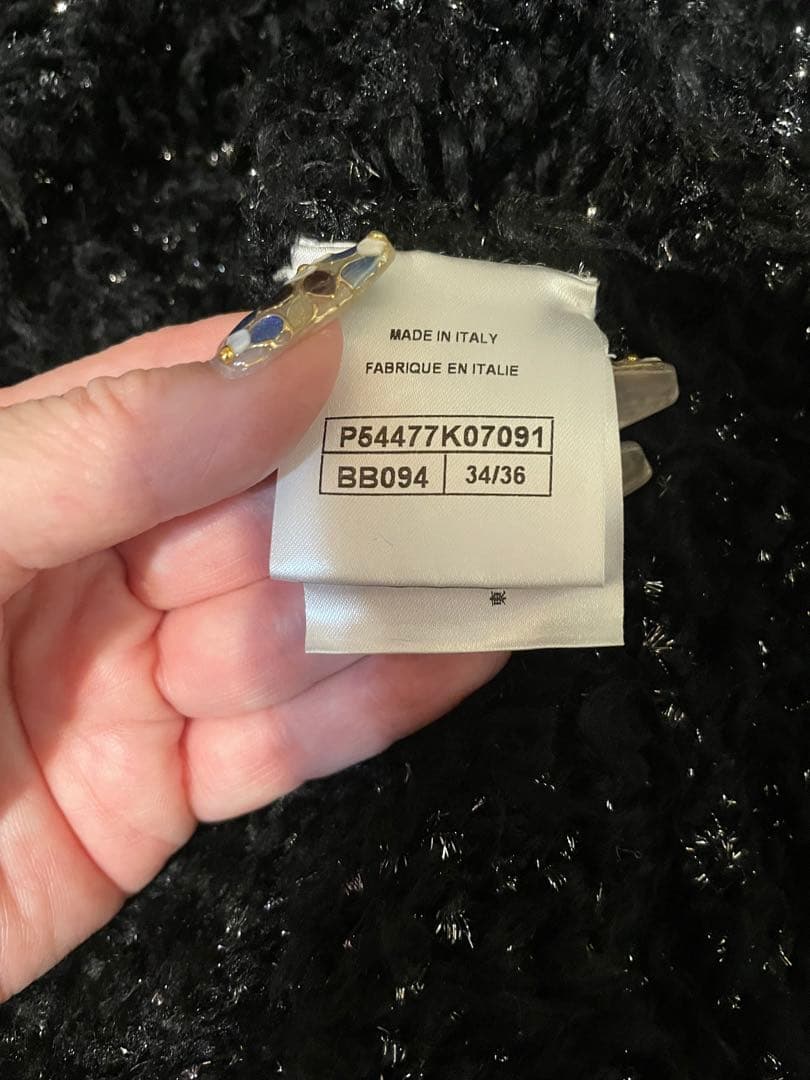 MADE IN ITALY
FABRIQUE EN ITALIE
P54477K07091
BB094 34/36